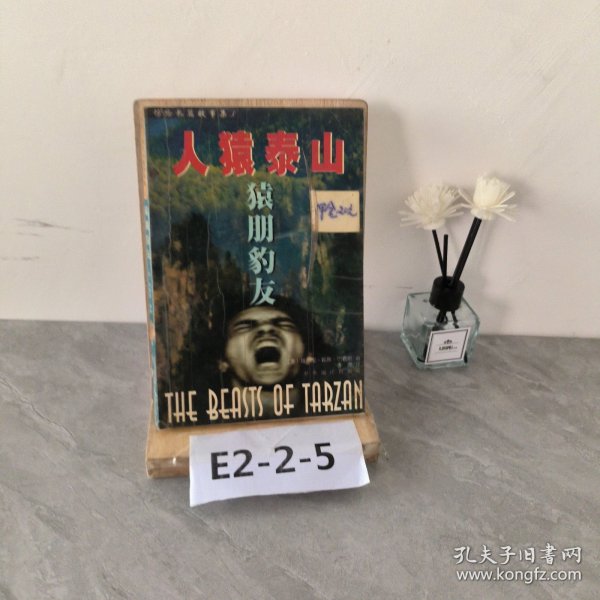 人猿泰山
猿朋豹友
THE BEASTS OF TARZAN
E2-2-5
孔夫子旧书网
www.kongfz.com